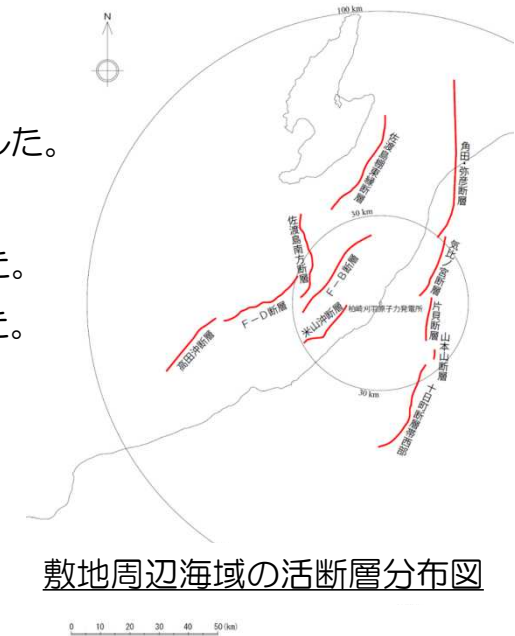 N
100 km
した。
た。
た。
佐渡島棚東縁断層
角田・弥彦断層
30 km
佐渡島南方断層
F－B断層
気比ノ宮断層
柏崎刈羽原子力発電所
片貝断層
F－D断層
米山沖断層
高田沖断層
山本山断層
30 km
十日町断層帯西部
敷地周辺海域の活断層分布図
0 10 20 30 40 50(km)